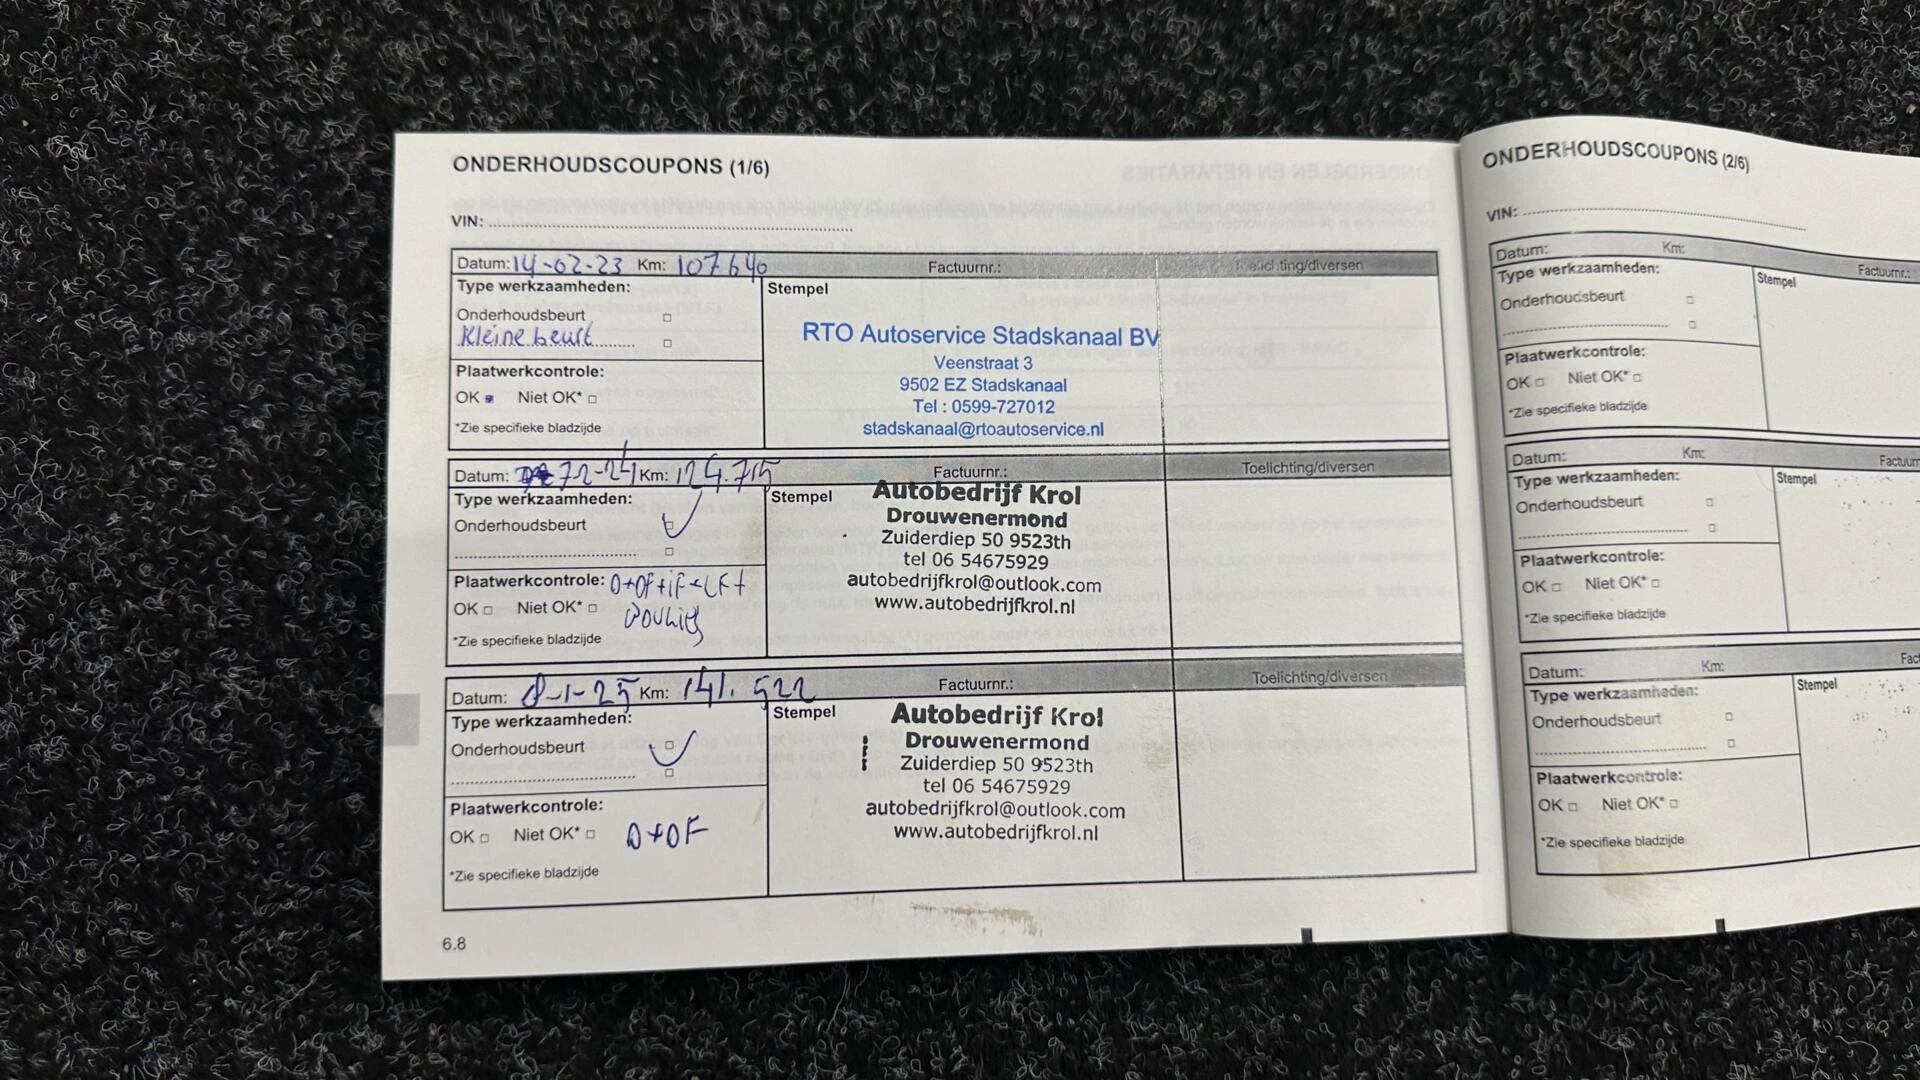 ONDERHOUDSCOUPONS (1/6)
VIN:
Datum: 14-02-23 Km: 107640 Factuurnr.: Toelichting/diversen
Type werkzaamheden:
Onderhoudsbeurt
Kleine beurt
Plaatwerkcontrole:
OK Niet OK*
*Zie specifieke bladzijde
Stempel
RTO Autoservice Stadskanaal BV
Veenstraat 3
9502 EZ Stadskanaal
Tel : 0599-727012
stadskanaal@rtoautoservice.nl
Datum: Km: 124.715 Factuurnr.: Toelichting/diversen
Type werkzaamheden:
Onderhoudsbeurt
Plaatwerkcontrole:
OK Niet OK*
*Zie specifieke bladzijde
Stempel
Autobedrijf Krol
Drouwenermond
Zuiderdiep 50 9523th
tel 06 54675929
autobedrijfkrol@outlook.com
www.autobedrijfkrol.nl
Datum: 8-1-25 Km: 141.522 Factuurnr.: Toelichting/diversen
Type werkzaamheden:
Onderhoudsbeurt
Plaatwerkcontrole:
OK Niet OK* O+OF
*Zie specifieke bladzijde
Stempel
Autobedrijf Krol
Drouwenermond
Zuiderdiep 50 9523th
tel 06 54675929
autobedrijfkrol@outlook.com
www.autobedrijfkrol.nl
6.8
ONDERHOUDSCOUPONS (2/6)
VIN:
Datum: Km: Factuurnr.:
Type werkzaamheden:
Onderhoudsbeurt
Plaatwerkcontrole:
OK Niet OK*
*Zie specifieke bladzijde
Stempel
Datum: Km: Factuurn
Type werkzaamheden:
Onderhoudsbeurt
Plaatwerkcontrole:
OK Niet OK*
*Zie specifieke bladzijde
Stempel
Datum: Km: Fac
Type werkzaamheden:
Onderhoudsbeurt
Plaatwerkcontrole:
OK Niet OK*
*Zie specifieke bladzijde
Stempel